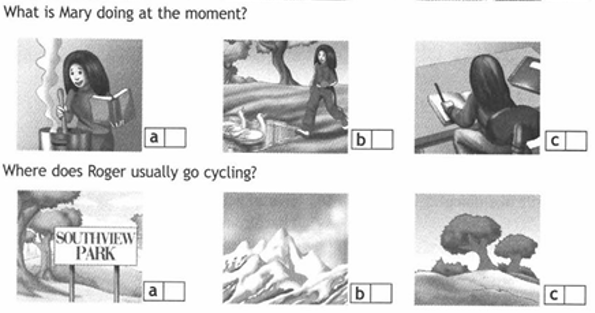 What is Mary doing at the moment?
a
b
c
Where does Roger usually go cycling?
SOUTHVIEW
PARK
a
b
c